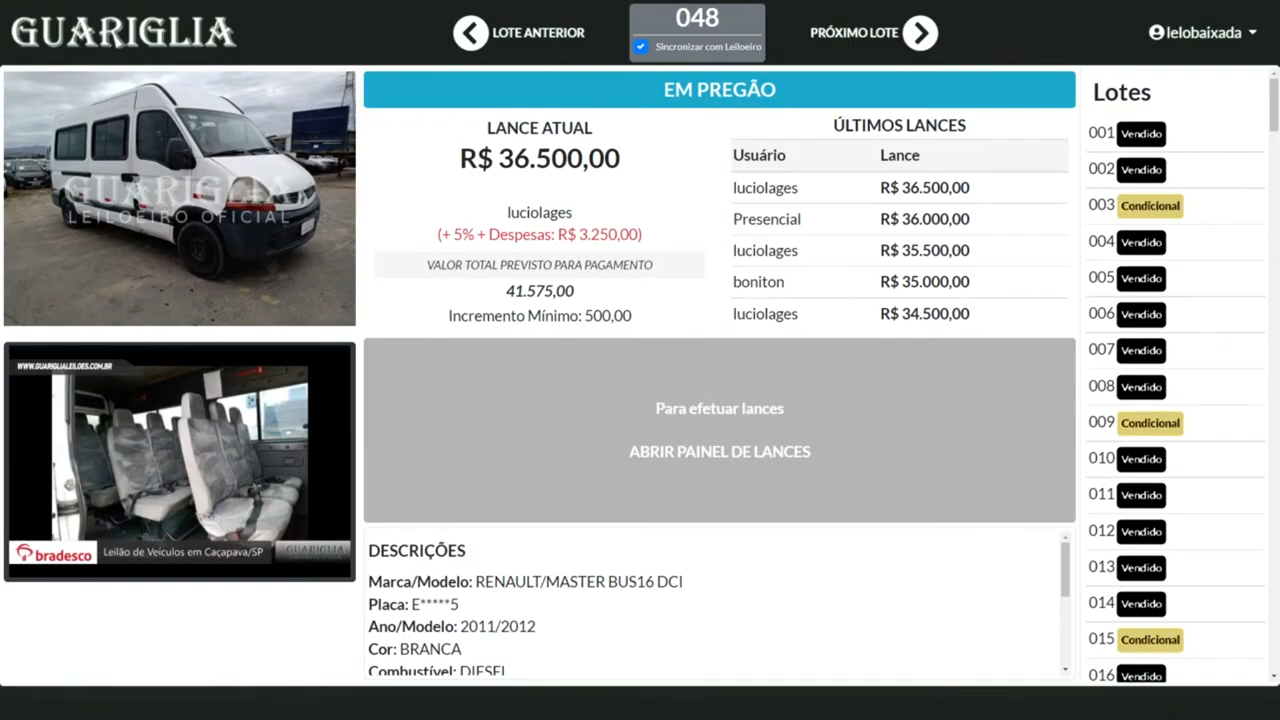 GUARIGLIA
LOTE ANTERIOR
048
Sincronizar com Leiloeiro
PRÓXIMO LOTE
lelobaixada
GUARIGLIA
LEILOEIRO OFICIAL
EM PREGÃO
LANCE ATUAL
R$ 36.500,00
luciolages
(+ 5% + Despesas: R$ 3.250,00)
VALOR TOTAL PREVISTO PARA PAGAMENTO
41.575,00
Incremento Mínimo: 500,00
ÚLTIMOS LANCES
Usuário Lance
luciolages R$ 36.500,00
Presencial R$ 36.000,00
luciolages R$ 35.500,00
boniton R$ 35.000,00
luciolages R$ 34.500,00
WWW.GUARIGLIALEILOES.COM.BR
bradesco
Leilão de Veículos em Caçapava/SP
GUARIGLIA
Para efetuar lances
ABRIR PAINEL DE LANCES
DESCRIÇÕES
Marca/Modelo: RENAULT/MASTER BUS16 DCI
Placa: E*****5
Ano/Modelo: 2011/2012
Cor: BRANCA
Combustível: DIESEL
Lotes
001 Vendido
002 Vendido
003 Condicional
004 Vendido
005 Vendido
006 Vendido
007 Vendido
008 Vendido
009 Condicional
010 Vendido
011 Vendido
012 Vendido
013 Vendido
014 Vendido
015 Condicional
016 Vendido